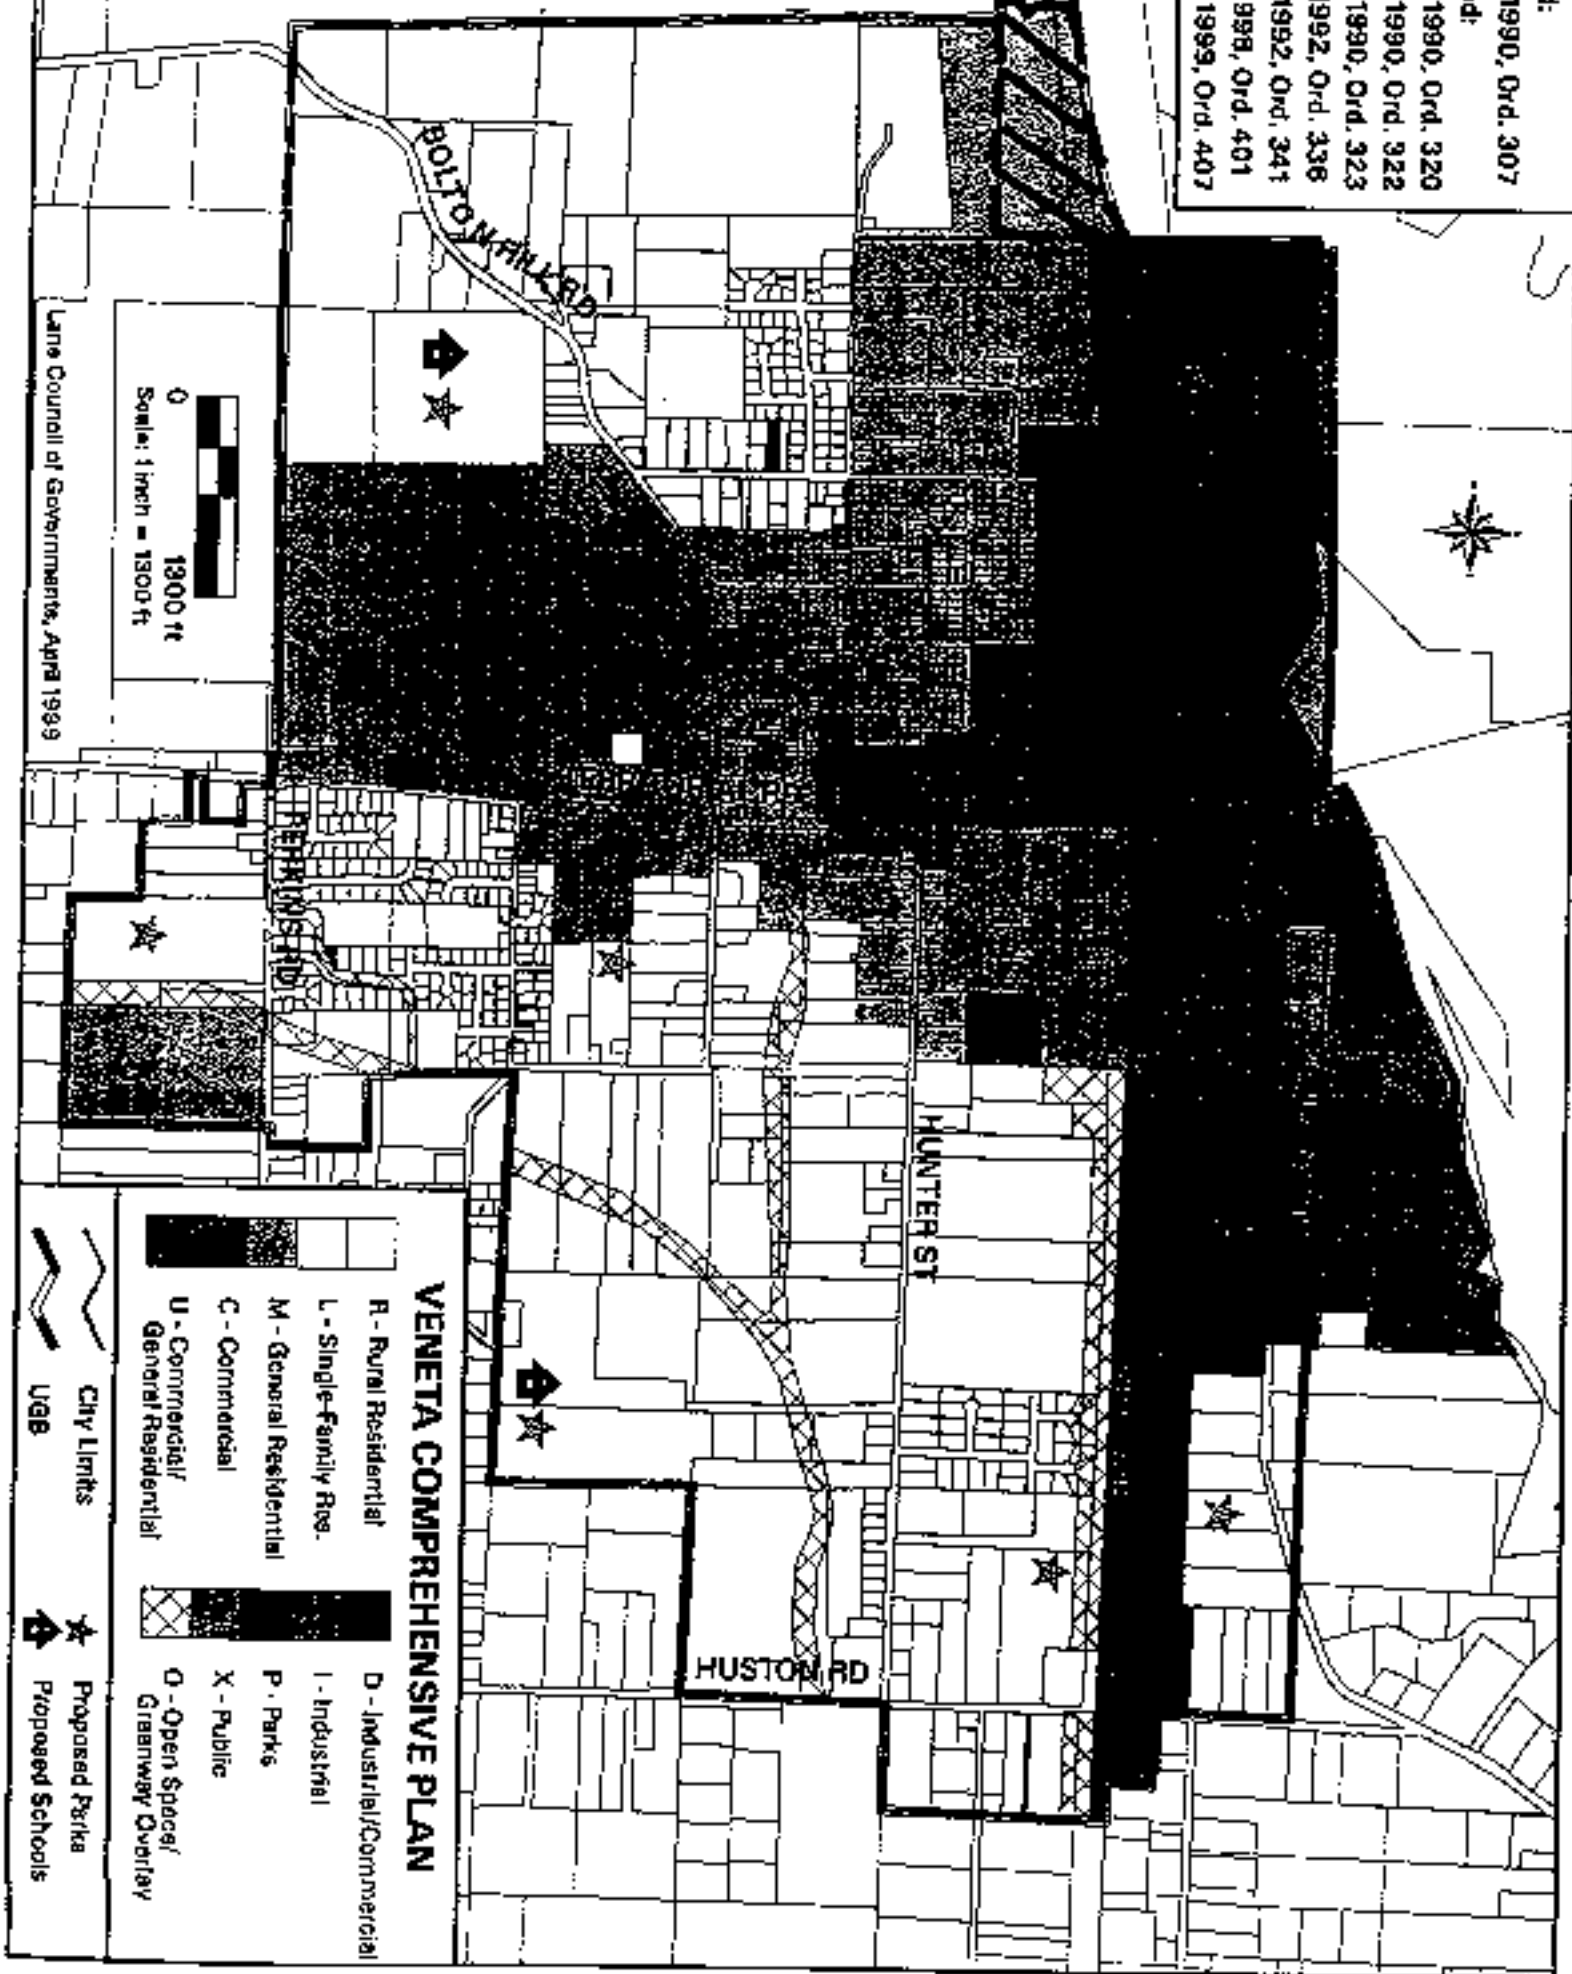 1990, Ord. 307
1990, Ord. 320
1990, Ord. 322
1990, Ord. 323
1992, Ord. 336
1992, Ord. 341
1998, Ord. 401
1999, Ord. 407
BOLTON HILL RD
HUNTER ST
HUSTON RD
PERKINS RD
0 1300 ft
Scale: 1 inch = 1300 ft
Lane Council of Governments, April 1999
VENETA COMPREHENSIVE PLAN
R - Rural Residential
L - Single-Family Res.
M - General Residential
C - Commercial
U - Commercial/
General Residential
D - Industrial/Commercial
I - Industrial
P - Parks
X - Public
O - Open Space/
Greenway Overlay
City Limits
UGB
Proposed Parks
Proposed Schools